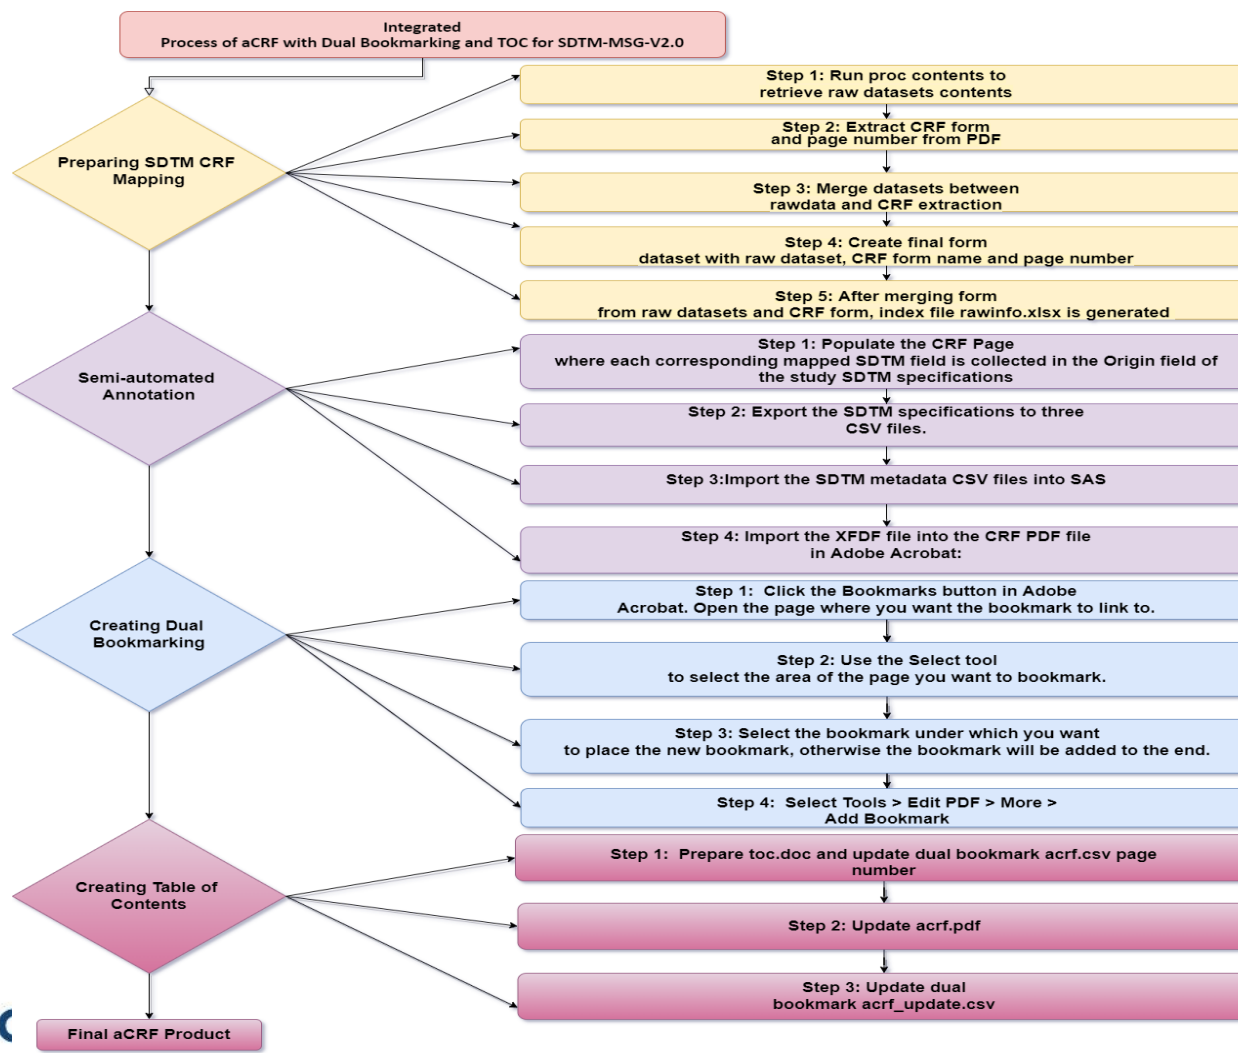 Integrated
Process of aCRF with Dual Bookmarking and TOC for SDTM-MSG-V2.0
Preparing SDTM CRF
Mapping
Step 1: Run proc contents to
retrieve raw datasets contents
Step 2: Extract CRF form
and page number from PDF
Step 3: Merge datasets between
rawdata and CRF extraction
Step 4: Create final form
dataset with raw dataset, CRF form name and page number
Step 5: After merging form
from raw datasets and CRF form, index file rawinfo.xlsx is generated
Semi-automated
Annotation
Step 1: Populate the CRF Page
where each corresponding mapped SDTM field is collected in the Origin field of
the study SDTM specifications
Step 2: Export the SDTM specifications to three
CSV files.
Step 3:Import the SDTM metadata CSV files into SAS
Step 4: Import the XFDF file into the CRF PDF file
in Adobe Acrobat:
Creating Dual
Bookmarking
Step 1: Click the Bookmarks button in Adobe
Acrobat. Open the page where you want the bookmark to link to.
Step 2: Use the Select tool
to select the area of the page you want to bookmark.
Step 3: Select the bookmark under which you want
to place the new bookmark, otherwise the bookmark will be added to the end.
Step 4: Select Tools > Edit PDF > More >
Add Bookmark
Creating Table of
Contents
Step 1: Prepare toc.doc and update dual bookmark acrf.csv page
number
Step 2: Update acrf.pdf
Step 3: Update dual
bookmark acrf_update.csv
Final aCRF Product